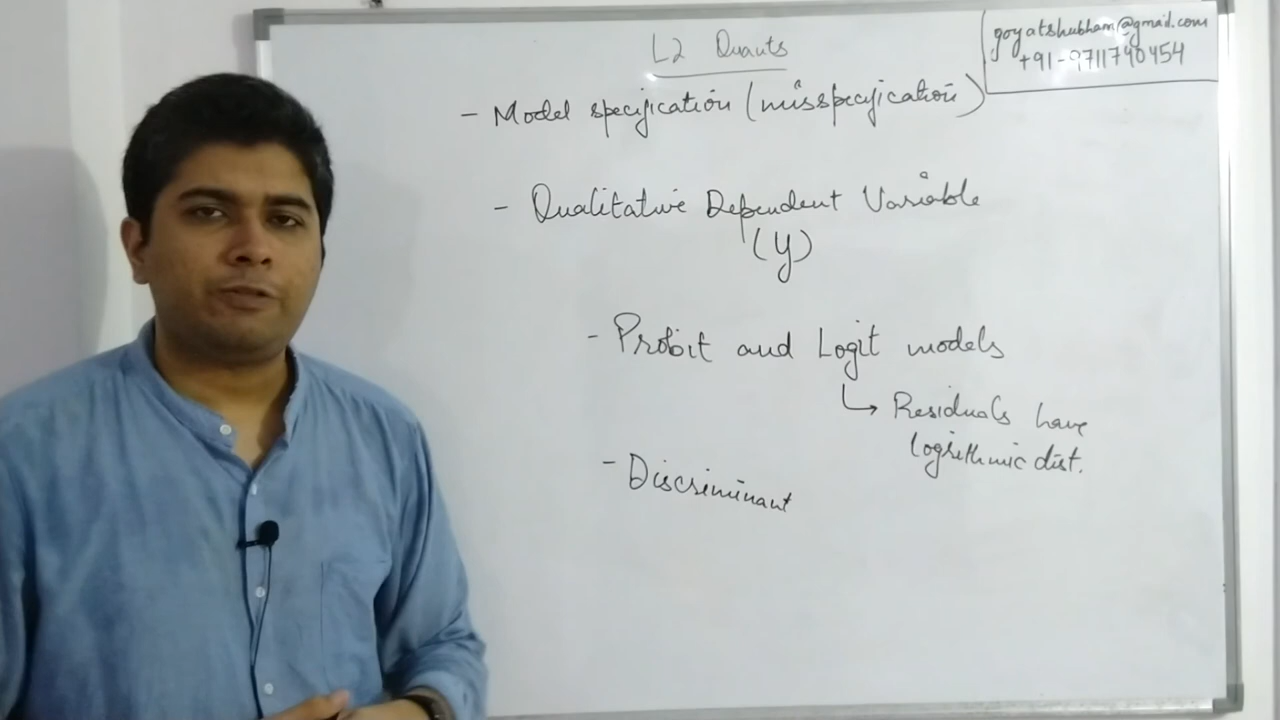 L2 Quants
goyatshubham@gmail.com
+91-9711740454
- Model specification (misspecification)
- Qualitative Dependent Variable
(y)
- Probit and Logit models
↳ Residuals have
logrithmic dist.
- Discriminant